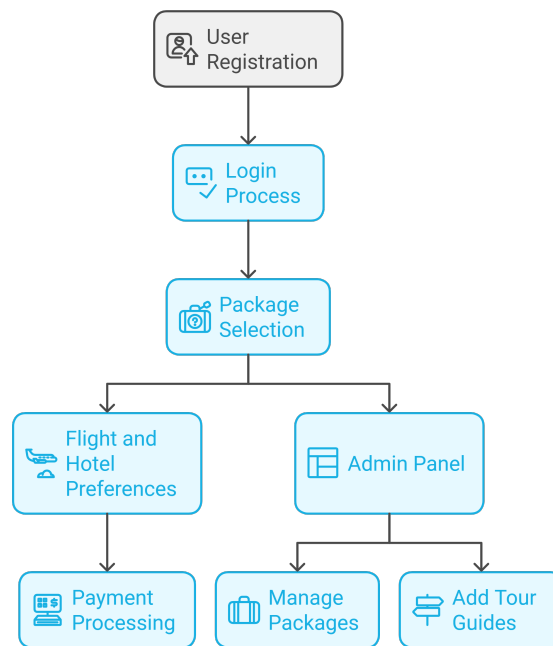 User
Registration
Login
Process
Package
Selection
Flight and
Hotel
Preferences
Admin Panel
Payment
Processing
Manage
Packages
Add Tour
Guides